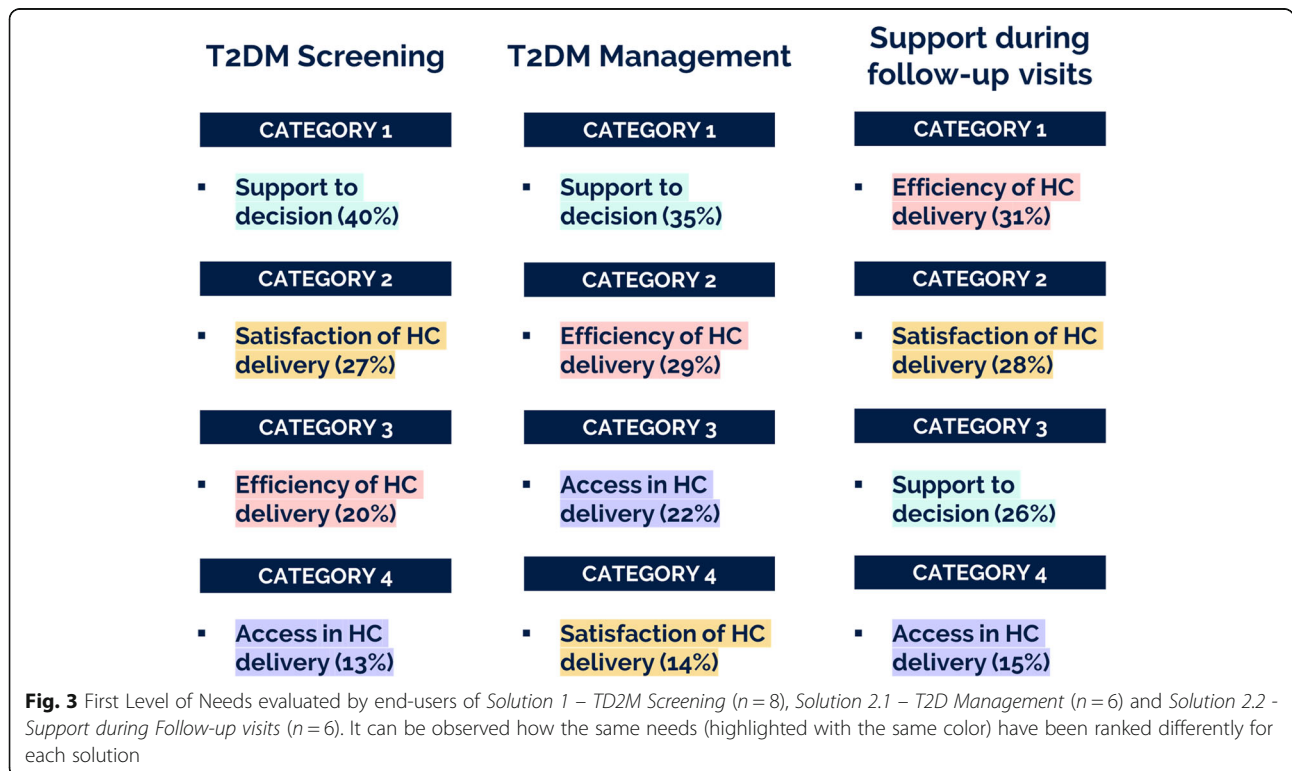 T2DM Screening
CATEGORY 1
▪ Support to
decision (40%)
CATEGORY 2
▪ Satisfaction of HC
delivery (27%)
CATEGORY 3
▪ Efficiency of HC
delivery (20%)
CATEGORY 4
▪ Access in HC
delivery (13%)
T2DM Management
CATEGORY 1
▪ Support to
decision (35%)
CATEGORY 2
▪ Efficiency of HC
delivery (29%)
CATEGORY 3
▪ Access in HC
delivery (22%)
CATEGORY 4
▪ Satisfaction of HC
delivery (14%)
Support during
follow-up visits
CATEGORY 1
▪ Efficiency of HC
delivery (31%)
CATEGORY 2
▪ Satisfaction of HC
delivery (28%)
CATEGORY 3
▪ Support to
decision (26%)
CATEGORY 4
▪ Access in HC
delivery (15%)
Fig. 3 First Level of Needs evaluated by end-users of Solution 1 – TD2M Screening (n = 8), Solution 2.1 – T2D Management (n = 6) and Solution 2.2 -
Support during Follow-up visits (n = 6). It can be observed how the same needs (highlighted with the same color) have been ranked differently for
each solution